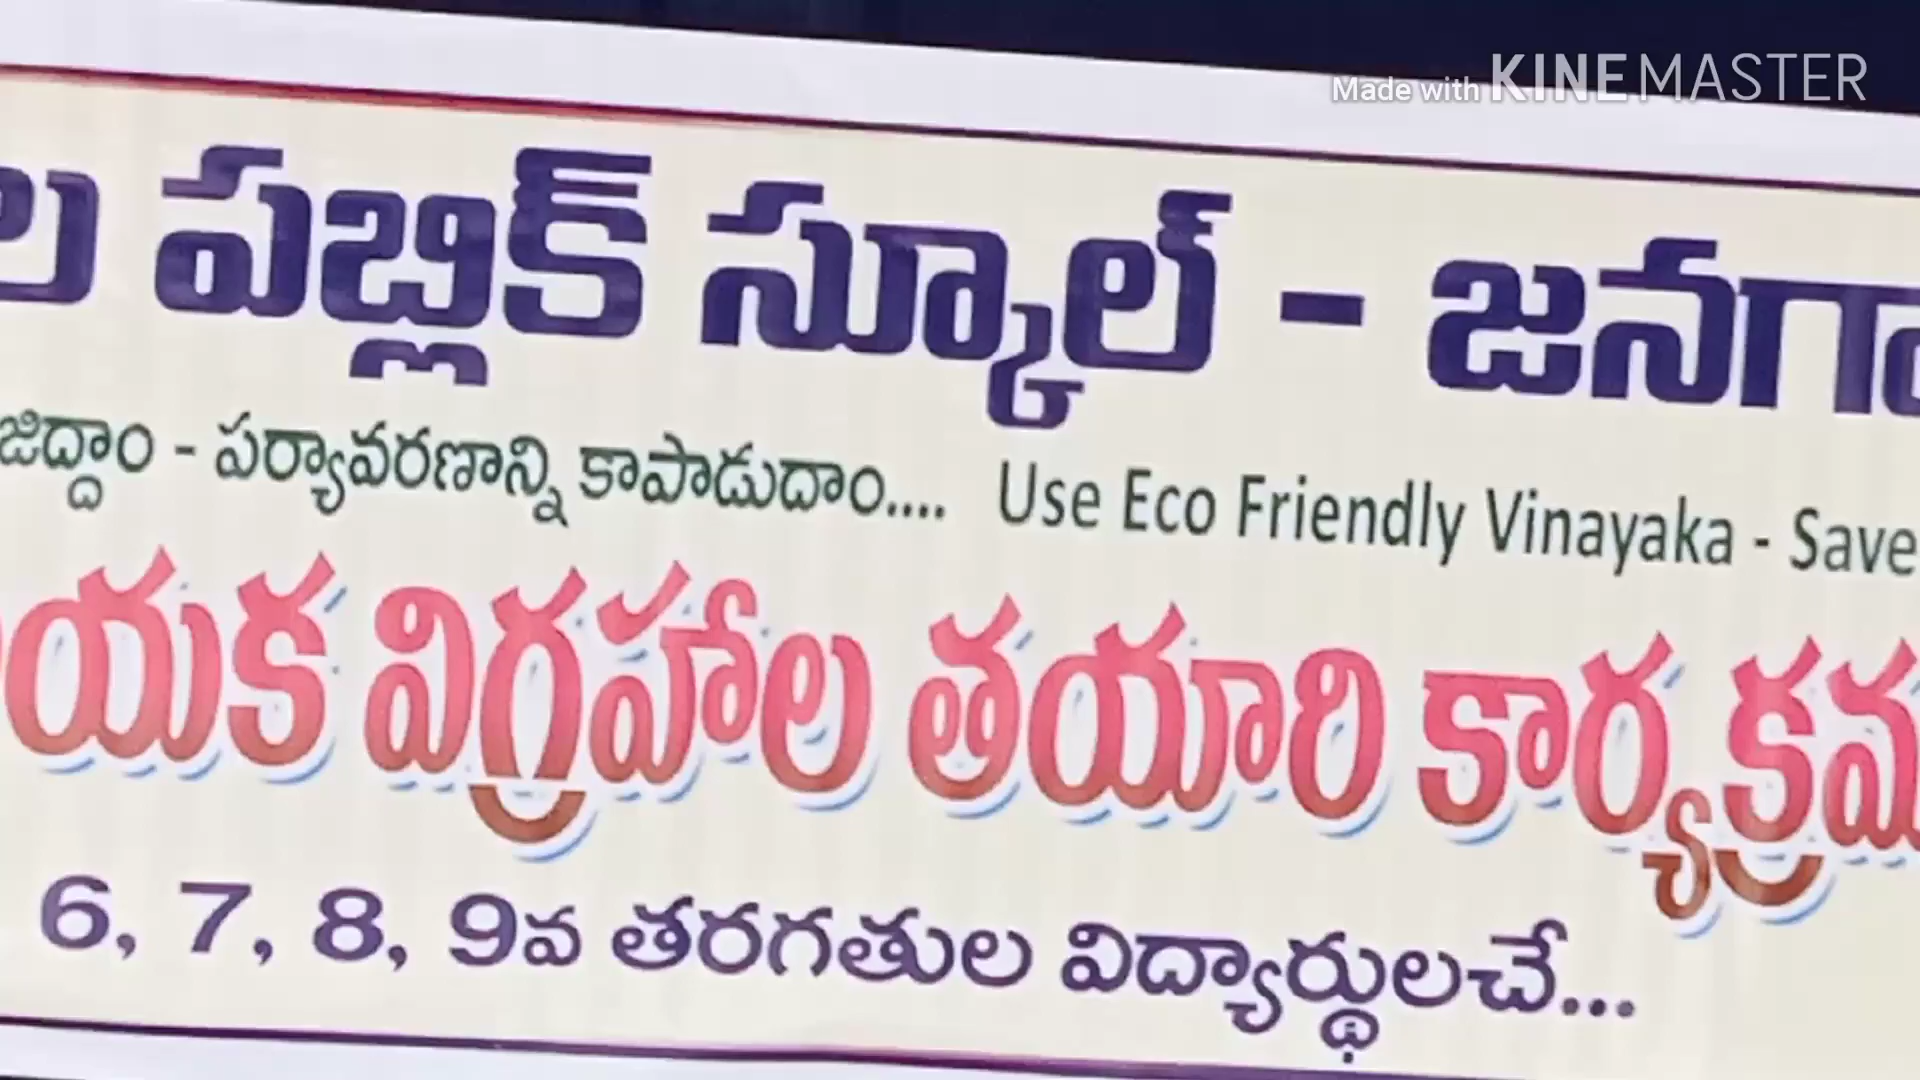 Made with KINEMASTER
ల పబ్లిక్ స్కూల్ - జనగా
జిద్దాం - పర్యావరణాన్ని కాపాడుదాం.... Use Eco Friendly Vinayaka - Save
యక విగ్రహాల తయారి కార్యక్రమ
6, 7, 8, 9వ తరగతుల విద్యార్థులచే...